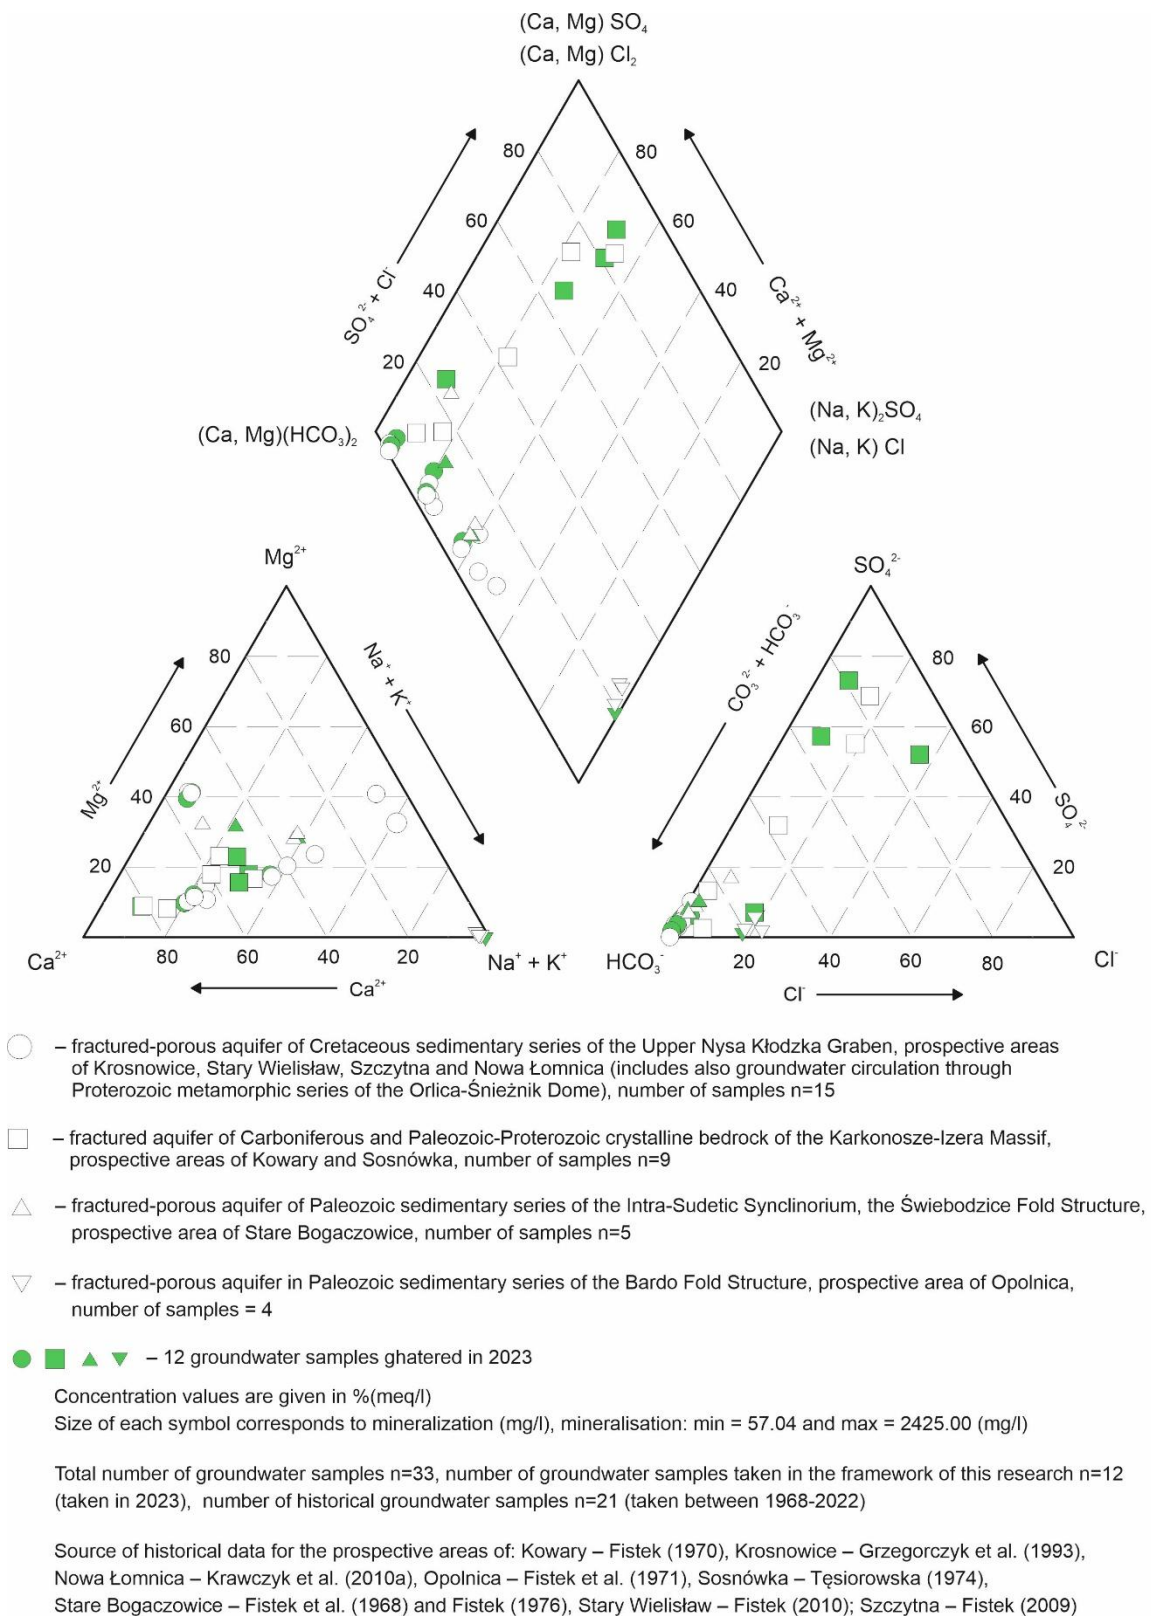 (Ca, Mg) SO₄
(Ca, Mg) Cl₂
80
80
60
60
SO₄²⁻ + Cl⁻
Ca²⁺ + Mg²⁺
40
40
20
20
(Ca, Mg)(HCO₃)₂
(Na, K)₂SO₄
(Na, K) Cl
Mg²⁺
SO₄²⁻
Na⁺ + K⁺
CO₃²⁻ + HCO₃⁻
80
80
60
60
Mg²⁺
40
40
SO₄²⁻
20
20
Ca²⁺
80
60
40
20
Na⁺ + K⁺
HCO₃⁻
20
40
60
80
Cl⁻
Ca²⁺
Cl⁻
– fractured-porous aquifer of Cretaceous sedimentary series of the Upper Nysa Kłodzka Graben, prospective areas
of Krosnowice, Stary Wielisław, Szczytna and Nowa Łomnica (includes also groundwater circulation through
Proterozoic metamorphic series of the Orlica-Śnieżnik Dome), number of samples n=15
– fractured aquifer of Carboniferous and Paleozoic-Proterozoic crystalline bedrock of the Karkonosze-Izera Massif,
prospective areas of Kowary and Sosnówka, number of samples n=9
– fractured-porous aquifer of Paleozoic sedimentary series of the Intra-Sudetic Synclinorium, the Świebodzice Fold Structure,
prospective area of Stare Bogaczowice, number of samples n=5
– fractured-porous aquifer in Paleozoic sedimentary series of the Bardo Fold Structure, prospective area of Opolnica,
number of samples = 4
– 12 groundwater samples ghatered in 2023
Concentration values are given in %(meq/l)
Size of each symbol corresponds to mineralization (mg/l), mineralisation: min = 57.04 and max = 2425.00 (mg/l)
Total number of groundwater samples n=33, number of groundwater samples taken in the framework of this research n=12
(taken in 2023), number of historical groundwater samples n=21 (taken between 1968-2022)
Source of historical data for the prospective areas of: Kowary – Fistek (1970), Krosnowice – Grzegorczyk et al. (1993),
Nowa Łomnica – Krawczyk et al. (2010a), Opolnica – Fistek et al. (1971), Sosnówka – Tęsiorowska (1974),
Stare Bogaczowice – Fistek et al. (1968) and Fistek (1976), Stary Wielisław – Fistek (2010); Szczytna – Fistek (2009)